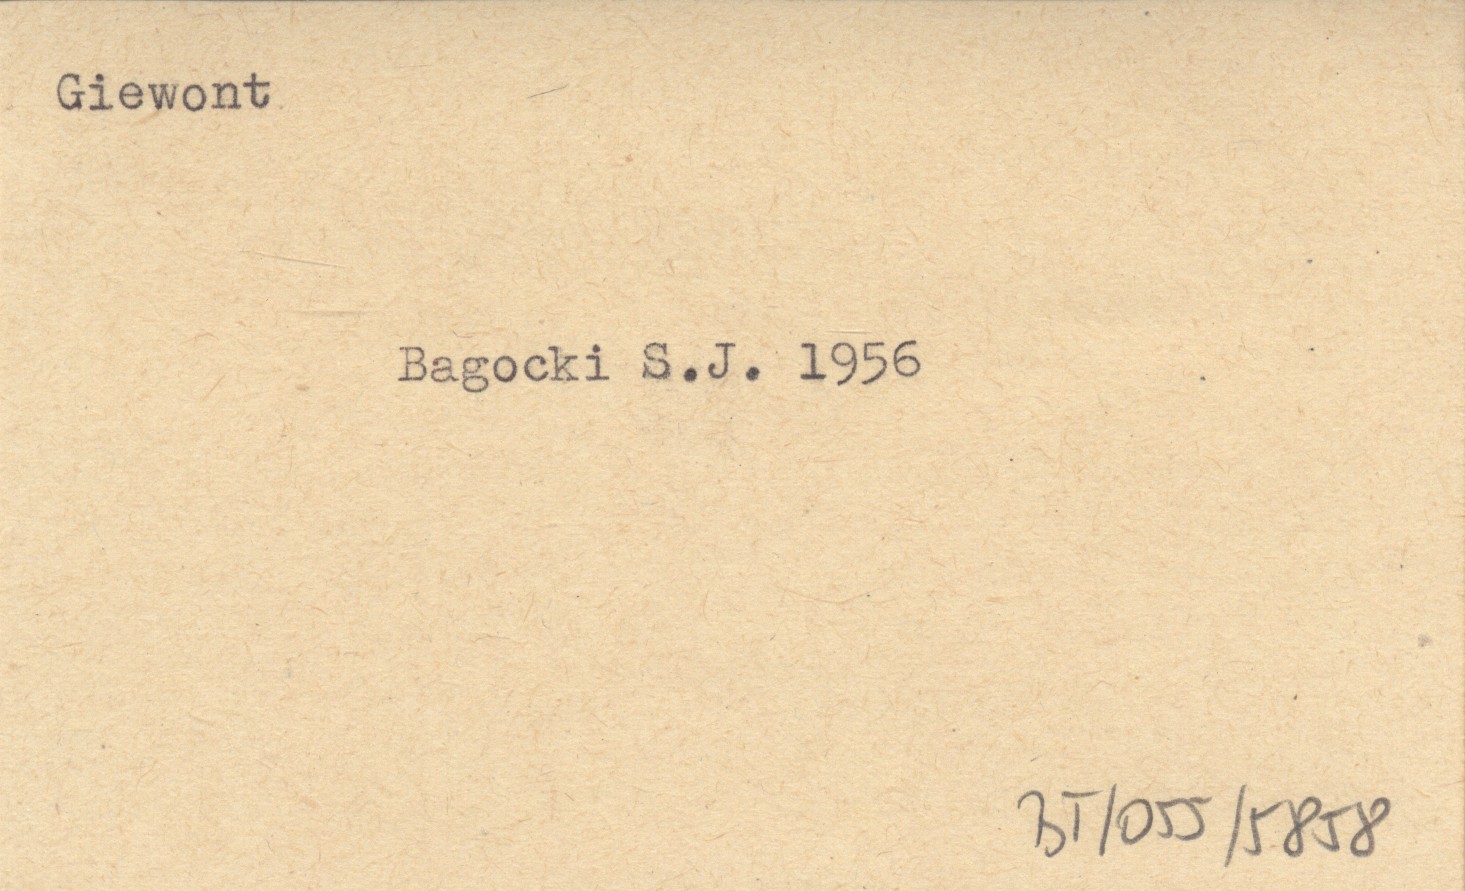 Giewont
Bagocki S.J. 1956
BT/055/5858